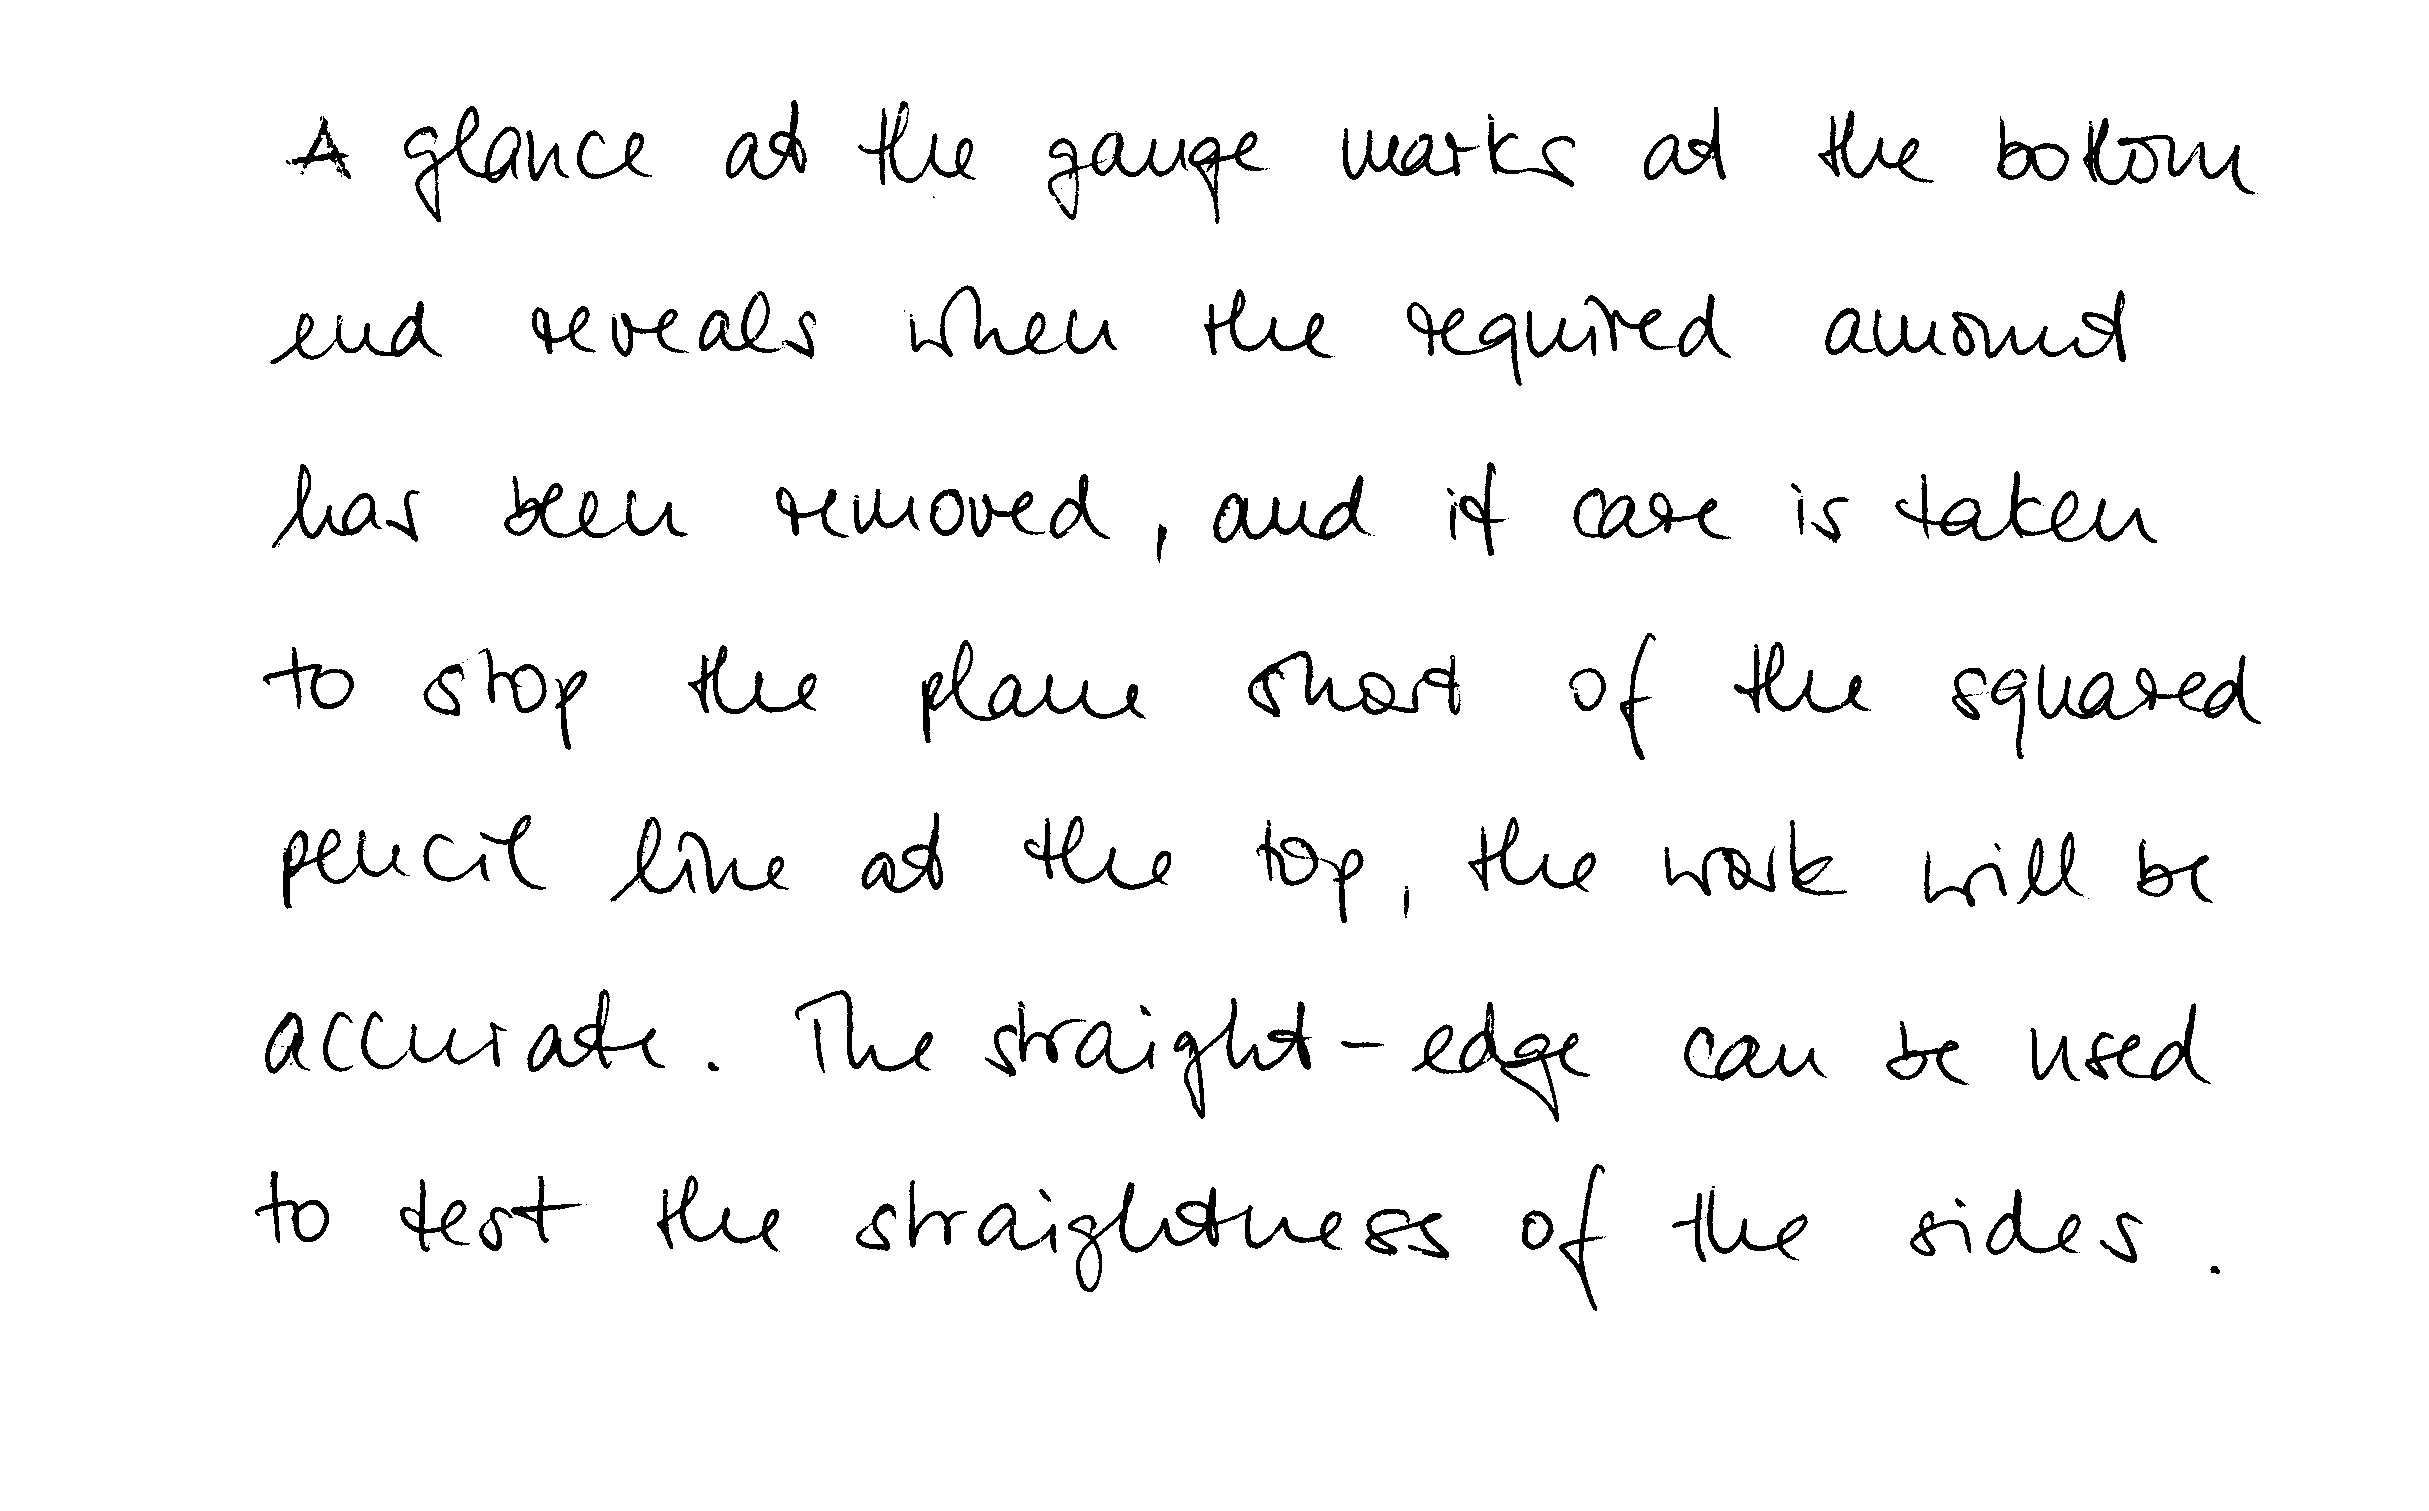 A glance at the gauge marks at the bottom
end reveals when the required amount
has been removed, and if care is taken
to stop the plane short of the squared
pencil line at the top, the work will be
accurate. The straight-edge can be used
to test the straightness of the sides.